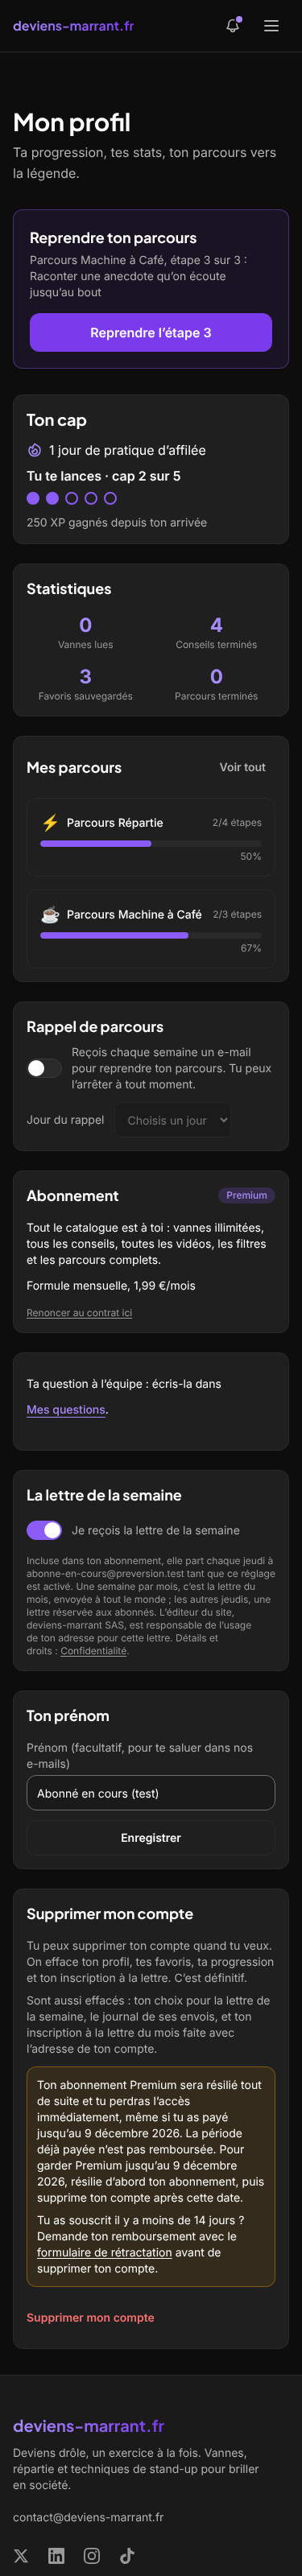 deviens-marrant.fr
Mon profil
Ta progression, tes stats, ton parcours vers
la légende.
Reprendre ton parcours
Parcours Machine à Café, étape 3 sur 3 :
Raconter une anecdote qu’on écoute
jusqu’au bout
Reprendre l’étape 3
Ton cap
1 jour de pratique d’affilée
Tu te lances · cap 2 sur 5
250 XP gagnés depuis ton arrivée
Statistiques
0
4
Vannes lues
Conseils terminés
3
0
Favoris sauvegardés
Parcours terminés
Mes parcours
Voir tout
Parcours Répartie
2/4 étapes
50%
Parcours Machine à Café
2/3 étapes
67%
Rappel de parcours
Reçois chaque semaine un e-mail
pour reprendre ton parcours. Tu peux
l’arrêter à tout moment.
Jour du rappel
Choisis un jour
Abonnement
Premium
Tout le catalogue est à toi : vannes illimitées,
tous les conseils, toutes les vidéos, les filtres
et les parcours complets.
Formule mensuelle, 1,99 €/mois
Renoncer au contrat ici
Ta question à l’équipe : écris-la dans
Mes questions.
La lettre de la semaine
Je reçois la lettre de la semaine
Incluse dans ton abonnement, elle part chaque jeudi à
abonne-en-cours@preversion.test tant que ce réglage
est activé. Une semaine par mois, c’est la lettre du
mois, envoyée à tout le monde ; les autres jeudis, une
lettre réservée aux abonnés. L’éditeur du site,
deviens-marrant SAS, est responsable de l’usage
de ton adresse pour cette lettre. Détails et
droits : Confidentialité.
Ton prénom
Prénom (facultatif, pour te saluer dans nos
e-mails)
Abonné en cours (test)
Enregistrer
Supprimer mon compte
Tu peux supprimer ton compte quand tu veux.
On efface ton profil, tes favoris, ta progression
et ton inscription à la lettre. C’est définitif.
Sont aussi effacés : ton choix pour la lettre de
la semaine, le journal de ses envois, et ton
inscription à la lettre du mois faite avec
l’adresse de ton compte.
Ton abonnement Premium sera résilié tout
de suite et tu perdras l’accès
immédiatement, même si tu as payé
jusqu’au 9 décembre 2026. La période
déjà payée n’est pas remboursée. Pour
garder Premium jusqu’au 9 décembre
2026, résilie d’abord ton abonnement, puis
supprime ton compte après cette date.
Tu as souscrit il y a moins de 14 jours ?
Demande ton remboursement avec le
formulaire de rétractation avant de
supprimer ton compte.
Supprimer mon compte
deviens-marrant.fr
Deviens drôle, un exercice à la fois. Vannes,
répartie et techniques de stand-up pour briller
en société.
contact@deviens-marrant.fr